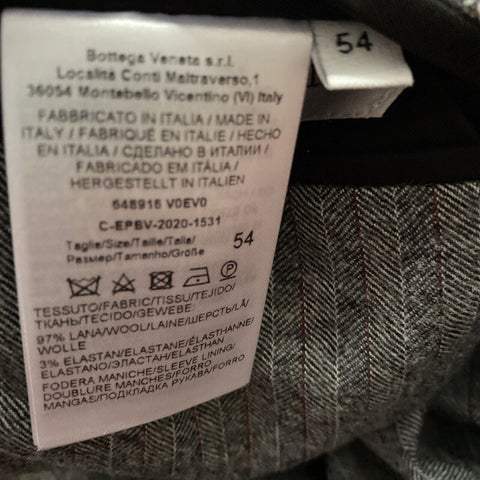 Bottega Veneta s.r.l.
Località Conti Maltraverso,1
36054 Montebello Vicentino (VI) Italy
FABBRICATO IN ITALIA / MADE IN
ITALY / FABRIQUÉ EN ITALIE / HECHO
EN ITALIA / СДЕЛАНО В ИТАЛИИ /
FABRICADO EM ITALIA /
HERGESTELLT IN ITALIEN
648915 V0EV0
C-EPBV-2020-1531
Taglia/Size/Taille/Talla/
Размер/Tamanho/Größe
54
TESSUTO/FABRIC/TISSU/TEJIDO/
ТКАНЬ/TECIDO/GEWEBE:
97% LANA/WOOL/LAINE/ШЕРСТЬ/LÃ/
WOLLE
3% ELASTAN/ELASTANE/ÉLASTHANNE/
ELASTANO/ЭЛАСТАН/ELASTHAN
FODERA MANICHE/SLEEVE LINING/
DOUBLURE MANCHES/FORRO
MANGAS/ПОДКЛАДКА РУКАВА/FORRO
54